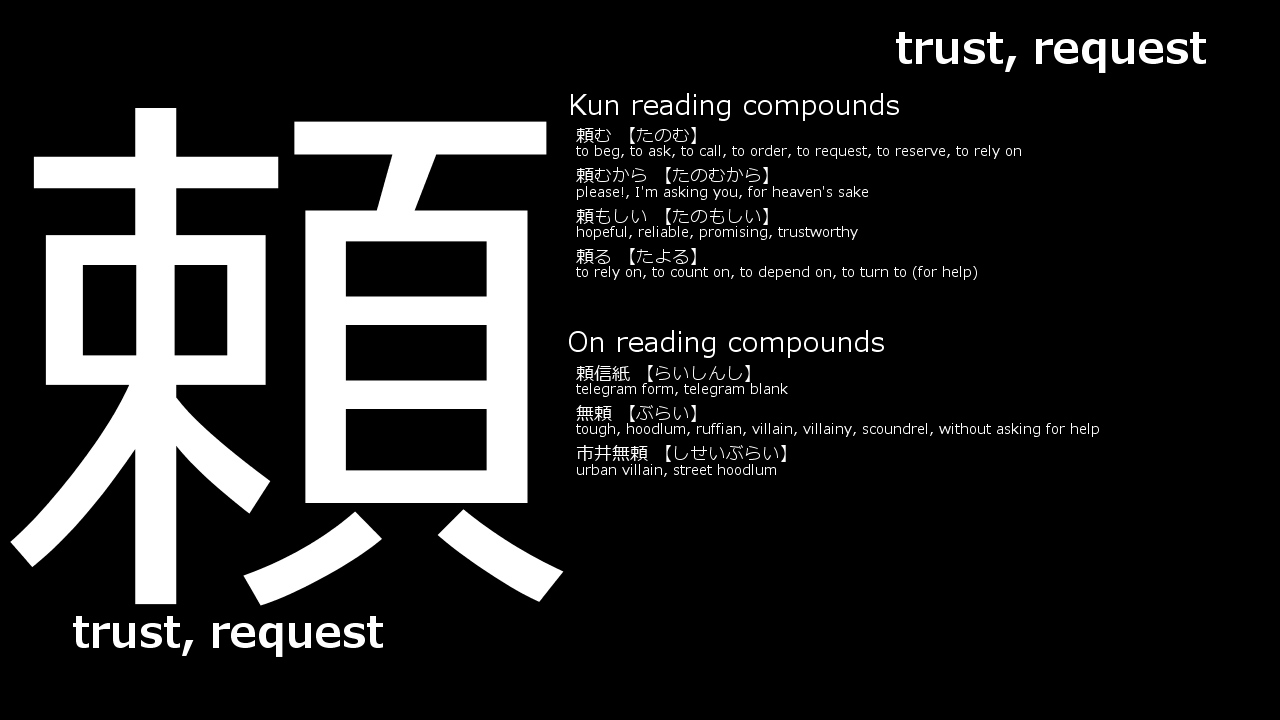 trust, request
頼
Kun reading compounds
頼む 【たのむ】
to beg, to ask, to call, to order, to request, to reserve, to rely on
頼むから 【たのむから】
please!, I'm asking you, for heaven's sake
頼もしい 【たのもしい】
hopeful, reliable, promising, trustworthy
頼る 【たよる】
to rely on, to count on, to depend on, to turn to (for help)
On reading compounds
頼信紙 【らいしんし】
telegram form, telegram blank
無頼 【ぶらい】
tough, hoodlum, ruffian, villain, villainy, scoundrel, without asking for help
市井無頼 【しせいぶらい】
urban villain, street hoodlum
trust, request